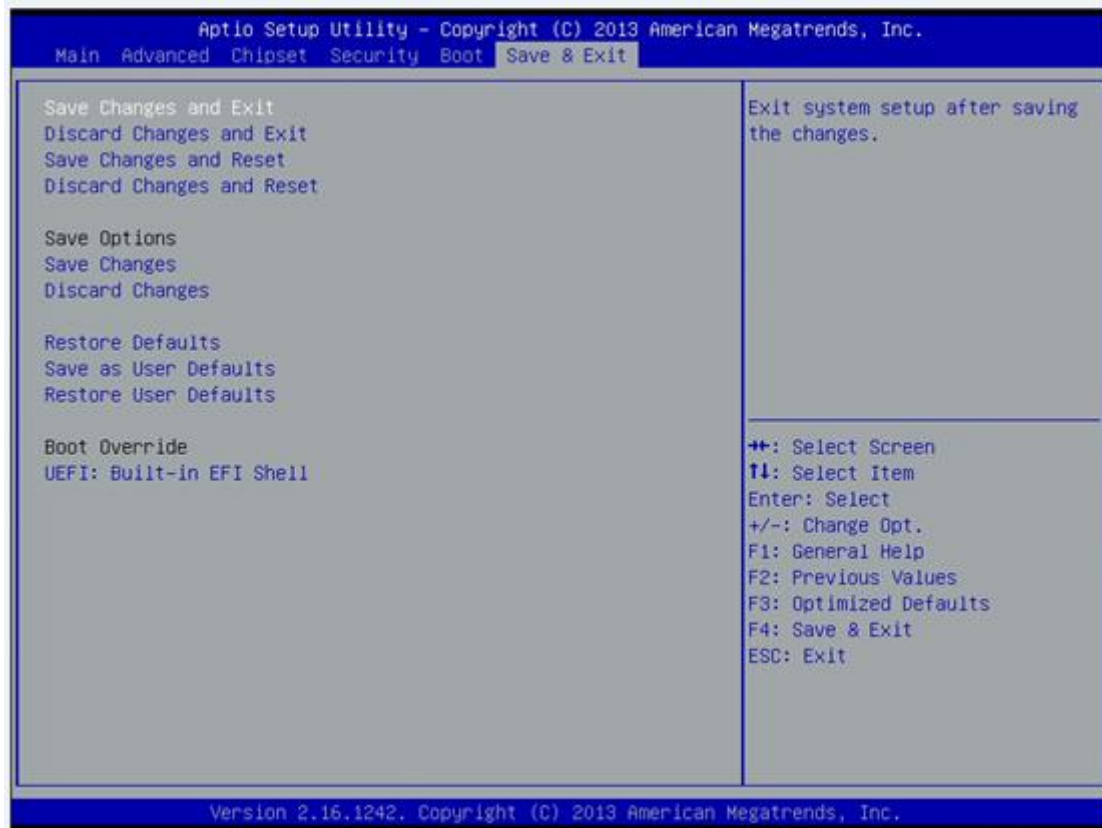 Aptio Setup Utility – Copyright (C) 2013 American Megatrends, Inc.
Main Advanced Chipset Security Boot Save & Exit
Save Changes and Exit
Discard Changes and Exit
Save Changes and Reset
Discard Changes and Reset
Save Options
Save Changes
Discard Changes
Restore Defaults
Save as User Defaults
Restore User Defaults
Boot Override
UEFI: Built-in EFI Shell
Exit system setup after saving
the changes.
→←: Select Screen
↑↓: Select Item
Enter: Select
+/-: Change Opt.
F1: General Help
F2: Previous Values
F3: Optimized Defaults
F4: Save & Exit
ESC: Exit
Version 2.16.1242. Copyright (C) 2013 American Megatrends, Inc.